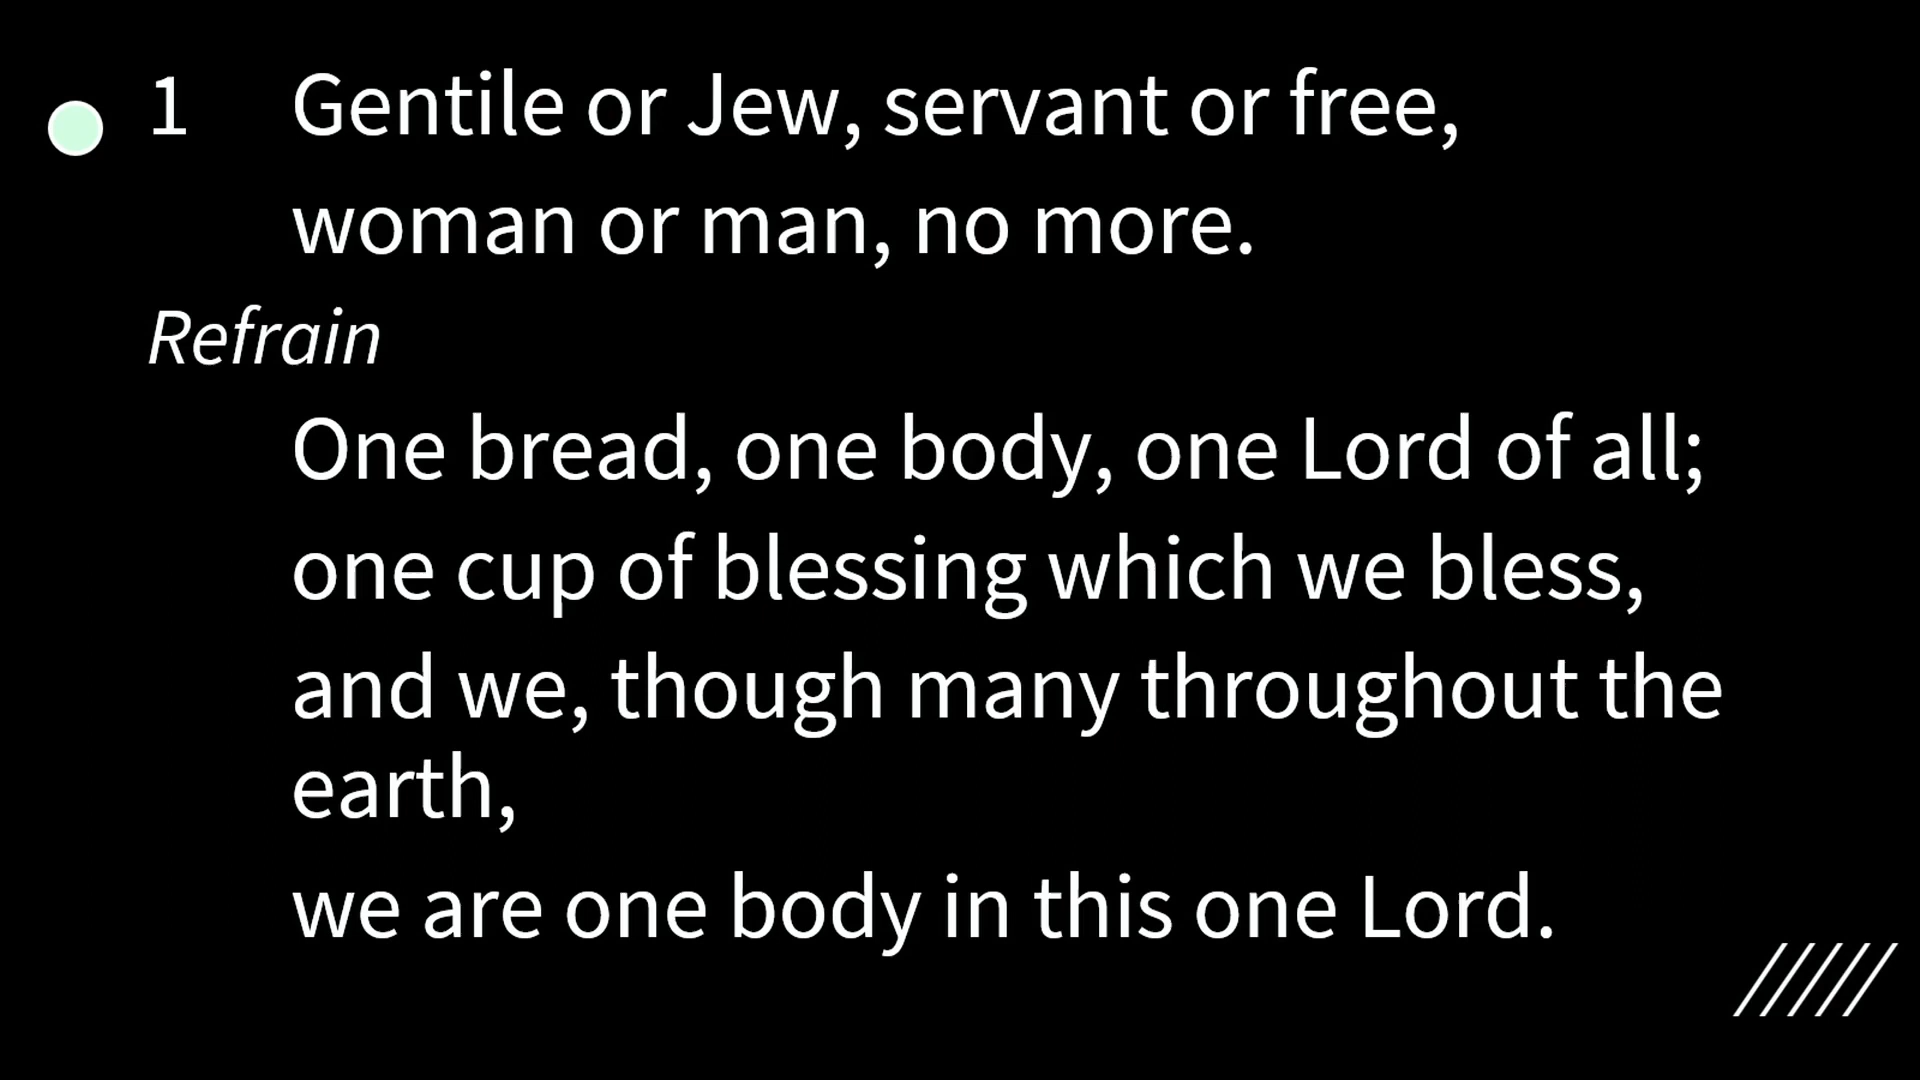 1 Gentile or Jew, servant or free,
woman or man, no more.
Refrain
One bread, one body, one Lord of all;
one cup of blessing which we bless,
and we, though many throughout the
earth,
we are one body in this one Lord.